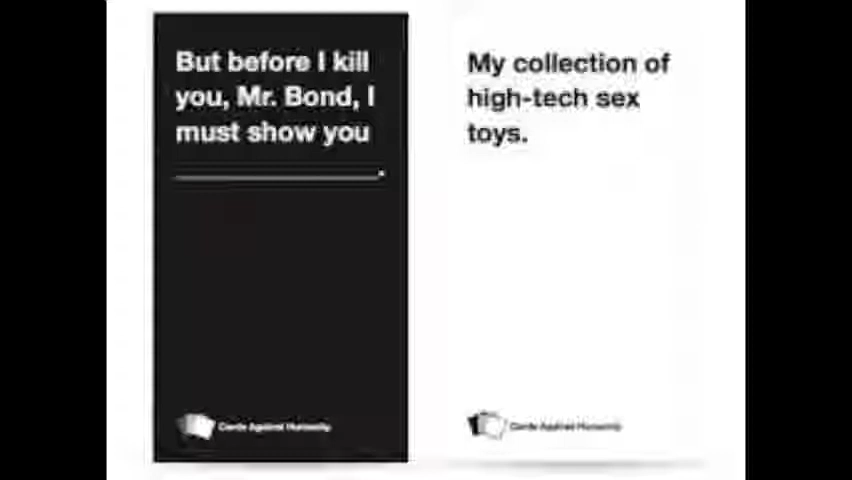 But before I kill
you, Mr. Bond, I
must show you
____________.
Cards Against Humanity
My collection of
high-tech sex
toys.
Cards Against Humanity